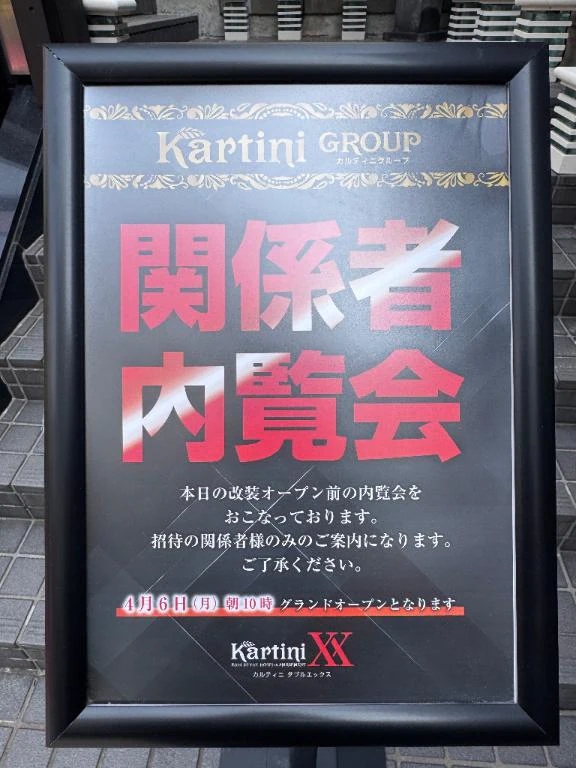 Kartini GROUP
カルティニグループ
関係者
内覧会
本日の改装オープン前の内覧会を
おこなっております。
招待の関係者様のみのご案内になります。
ご了承ください。
4月6日(月)朝10時 グランドオープンとなります
Kartini XX
カルティニ ダブルエックス